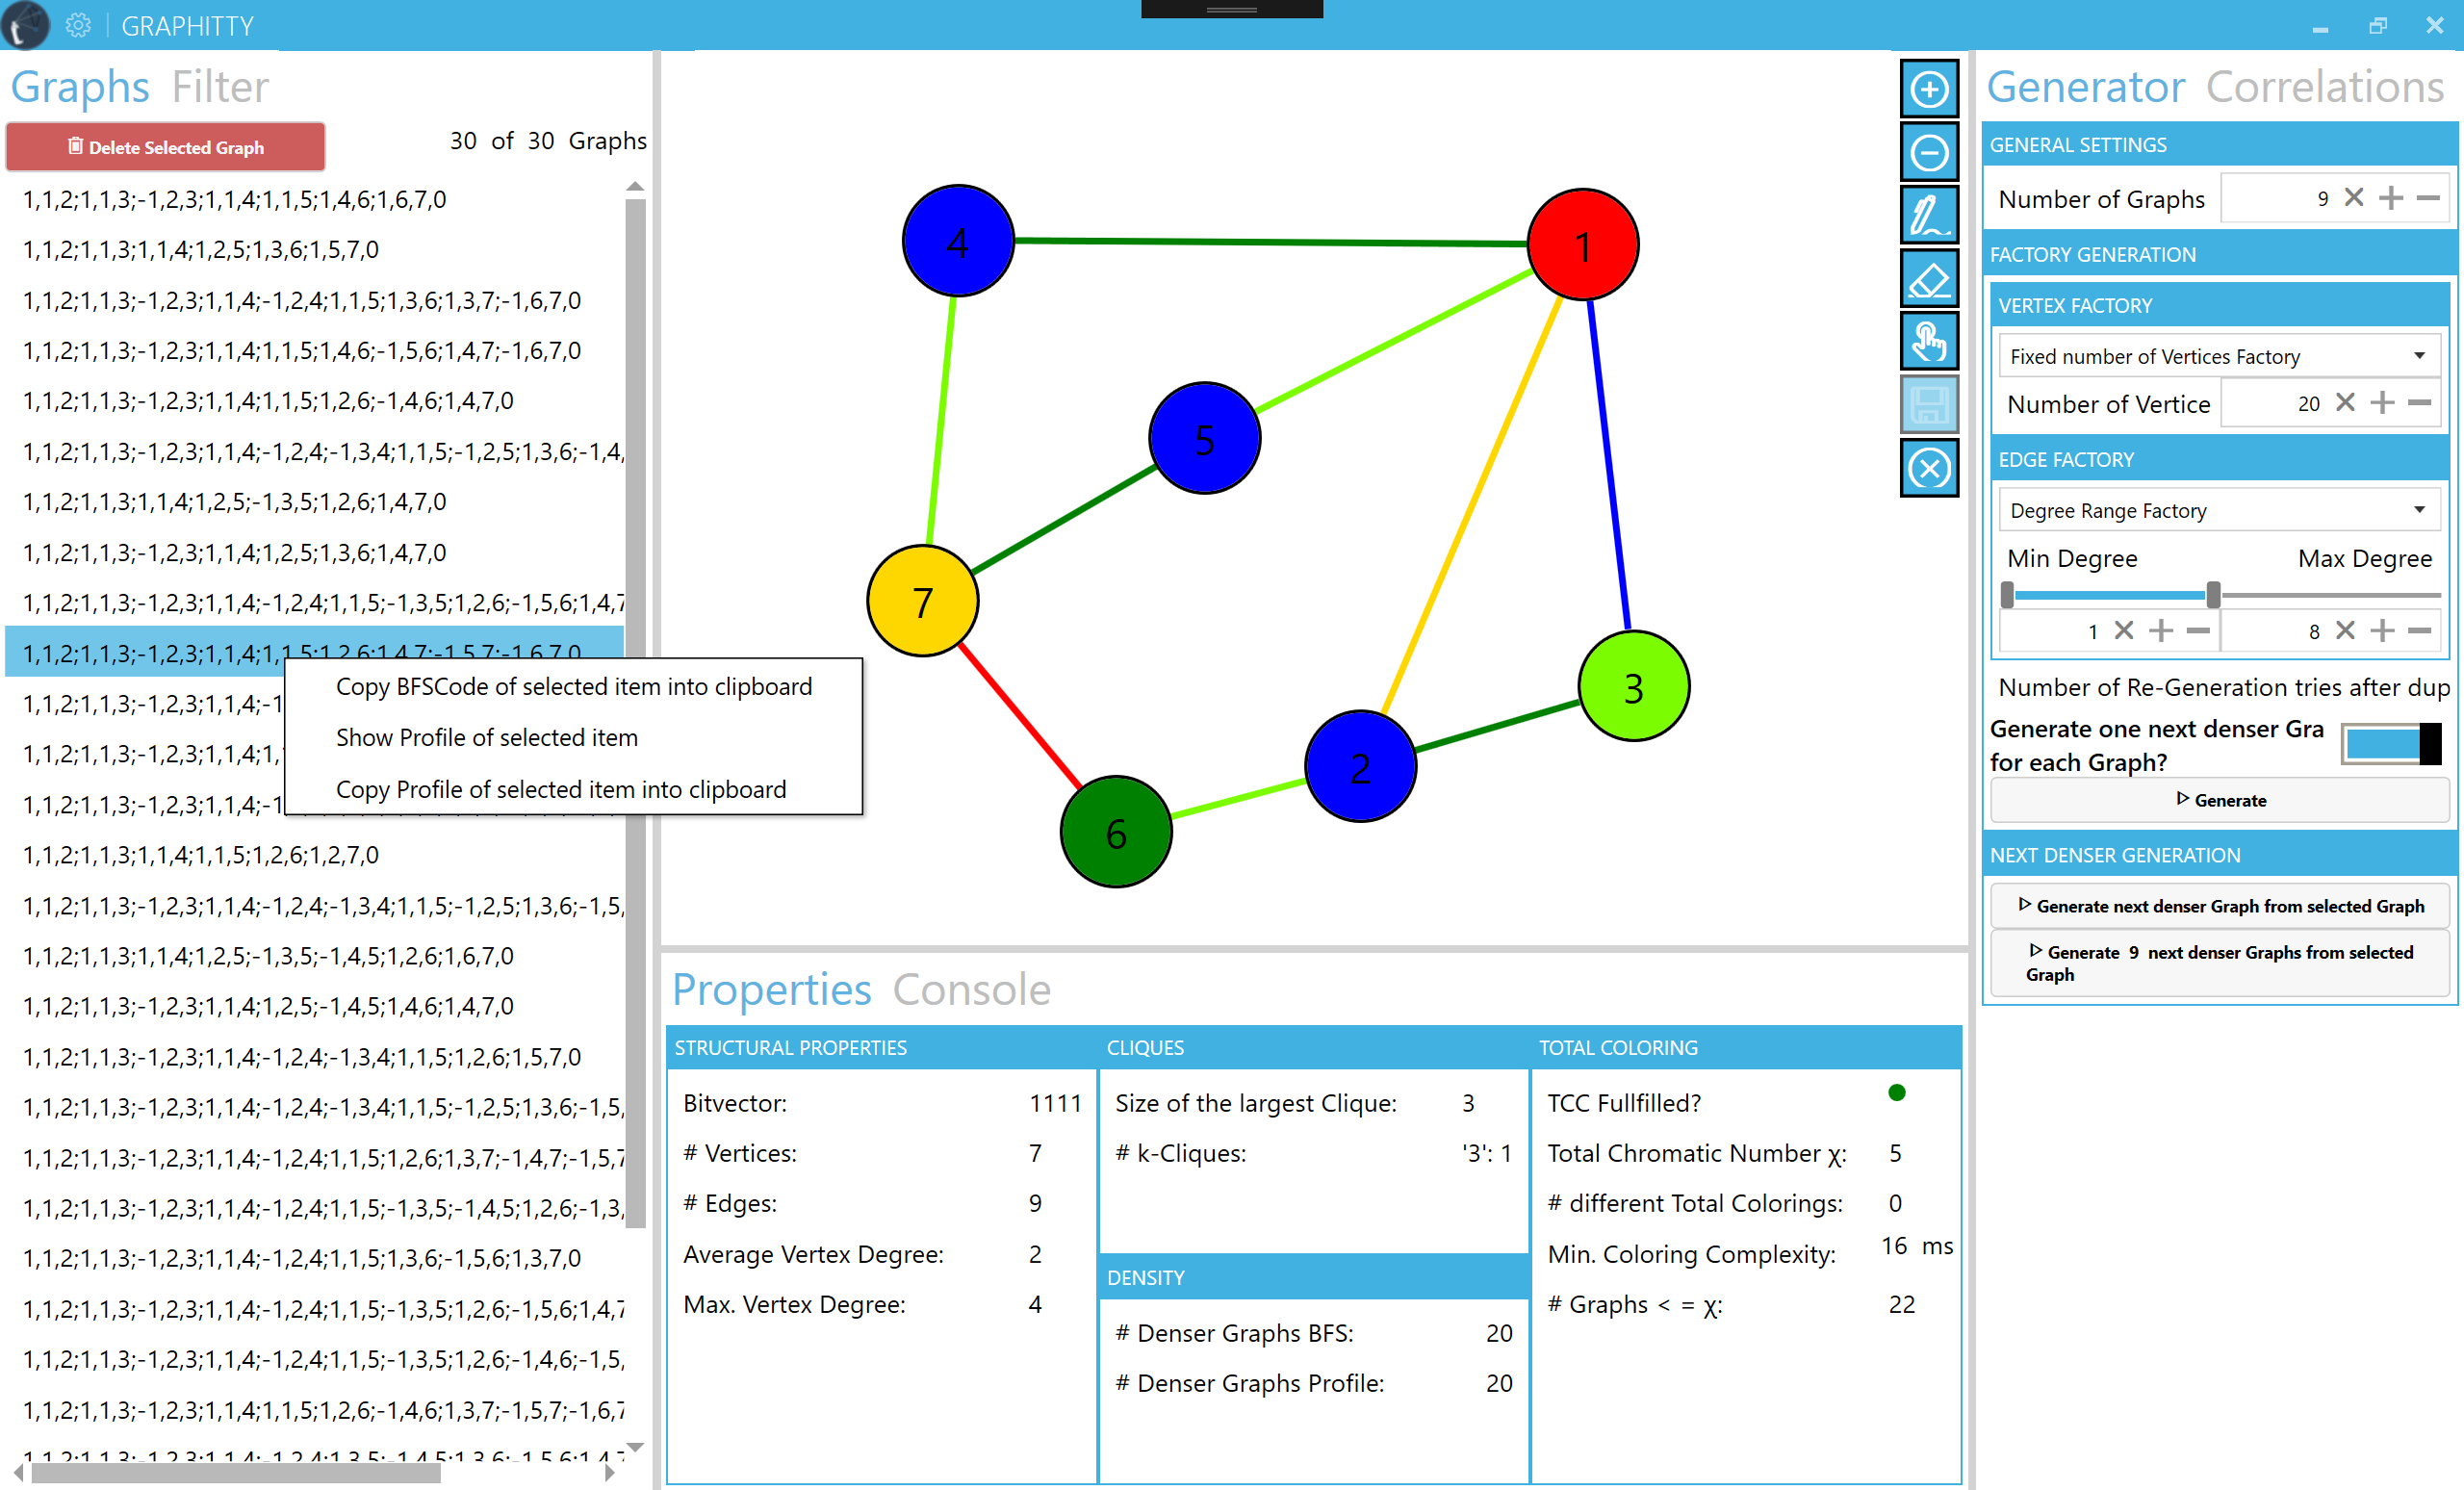 GRAPHITTY
Graphs Filter
Delete Selected Graph
30 of 30 Graphs
1,1,2;1,1,3;-1,2,3;1,1,4;1,1,5;1,4,6;1,6,7,0
1,1,2;1,1,3;1,1,4;1,2,5;1,3,6;1,5,7,0
1,1,2;1,1,3;-1,2,3;1,1,4;-1,2,4;1,1,5;1,3,6;1,3,7;-1,6,7,0
1,1,2;1,1,3;-1,2,3;1,1,4;1,1,5;1,4,6;-1,5,6;1,4,7;-1,6,7,0
1,1,2;1,1,3;-1,2,3;1,1,4;1,1,5;1,2,6;-1,4,6;1,4,7,0
1,1,2;1,1,3;-1,2,3;1,1,4;-1,2,4;-1,3,4;1,1,5;-1,2,5;1,3,6;-1,4,
1,1,2;1,1,3;1,1,4;1,2,5;-1,3,5;1,2,6;1,4,7,0
1,1,2;1,1,3;-1,2,3;1,1,4;1,2,5;1,3,6;1,4,7,0
1,1,2;1,1,3;-1,2,3;1,1,4;-1,2,4;1,1,5;-1,3,5;1,2,6;-1,5,6;1,4,7
1,1,2;1,1,3;-1,2,3;1,1,4;1,1,5;1,2,6;1,4,7;-1,5,7;-1,6,7,0
1,1,2;1,1,3;-1,2,3;1,1,4;-1
1,1,2;1,1,3;-1,2,3;1,1,4;1,
1,1,2;1,1,3;-1,2,3;1,1,4;-1
1,1,2;1,1,3;1,1,4;1,1,5;1,2,6;1,2,7,0
1,1,2;1,1,3;-1,2,3;1,1,4;-1,2,4;-1,3,4;1,1,5;-1,2,5;1,3,6;-1,5,
1,1,2;1,1,3;1,1,4;1,2,5;-1,3,5;-1,4,5;1,2,6;1,6,7,0
1,1,2;1,1,3;-1,2,3;1,1,4;1,2,5;-1,4,5;1,4,6;1,4,7,0
1,1,2;1,1,3;-1,2,3;1,1,4;-1,2,4;-1,3,4;1,1,5;1,2,6;1,5,7,0
1,1,2;1,1,3;-1,2,3;1,1,4;-1,2,4;-1,3,4;1,1,5;-1,2,5;1,3,6;-1,5,
1,1,2;1,1,3;-1,2,3;1,1,4;-1,2,4;1,1,5;1,2,6;1,3,7;-1,4,7;-1,5,7
1,1,2;1,1,3;-1,2,3;1,1,4;-1,2,4;1,1,5;-1,3,5;-1,4,5;1,2,6;-1,3,
1,1,2;1,1,3;-1,2,3;1,1,4;-1,2,4;1,1,5;1,3,6;-1,5,6;1,3,7,0
1,1,2;1,1,3;-1,2,3;1,1,4;-1,2,4;1,1,5;-1,3,5;1,2,6;-1,5,6;1,4,7
1,1,2;1,1,3;-1,2,3;1,1,4;-1,2,4;1,1,5;-1,3,5;1,2,6;-1,4,6;-1,5,
1,1,2;1,1,3;-1,2,3;1,1,4;1,1,5;1,2,6;-1,4,6;1,3,7;-1,5,7;-1,6,7
1,1,2;1,1,3;-1,2,3;1,1,4;-1,2,4;1,3,5;-1,4,5;1,3,6;-1,5,6;1,4,7
Copy BFSCode of selected item into clipboard
Show Profile of selected item
Copy Profile of selected item into clipboard
4
1
5
7
3
2
6
Properties Console
STRUCTURAL PROPERTIES
Bitvector: 1111
# Vertices: 7
# Edges: 9
Average Vertex Degree: 2
Max. Vertex Degree: 4
CLIQUES
Size of the largest Clique: 3
# k-Cliques: '3': 1
DENSITY
# Denser Graphs BFS: 20
# Denser Graphs Profile: 20
TOTAL COLORING
TCC Fullfilled?
Total Chromatic Number χ: 5
# different Total Colorings: 0
Min. Coloring Complexity: 16 ms
# Graphs < = χ: 22
Generator Correlations
GENERAL SETTINGS
Number of Graphs 9
FACTORY GENERATION
VERTEX FACTORY
Fixed number of Vertices Factory
Number of Vertice 20
EDGE FACTORY
Degree Range Factory
Min Degree Max Degree
1 8
Number of Re-Generation tries after dup
Generate one next denser Gra
for each Graph?
Generate
NEXT DENSER GENERATION
Generate next denser Graph from selected Graph
Generate 9 next denser Graphs from selected
Graph